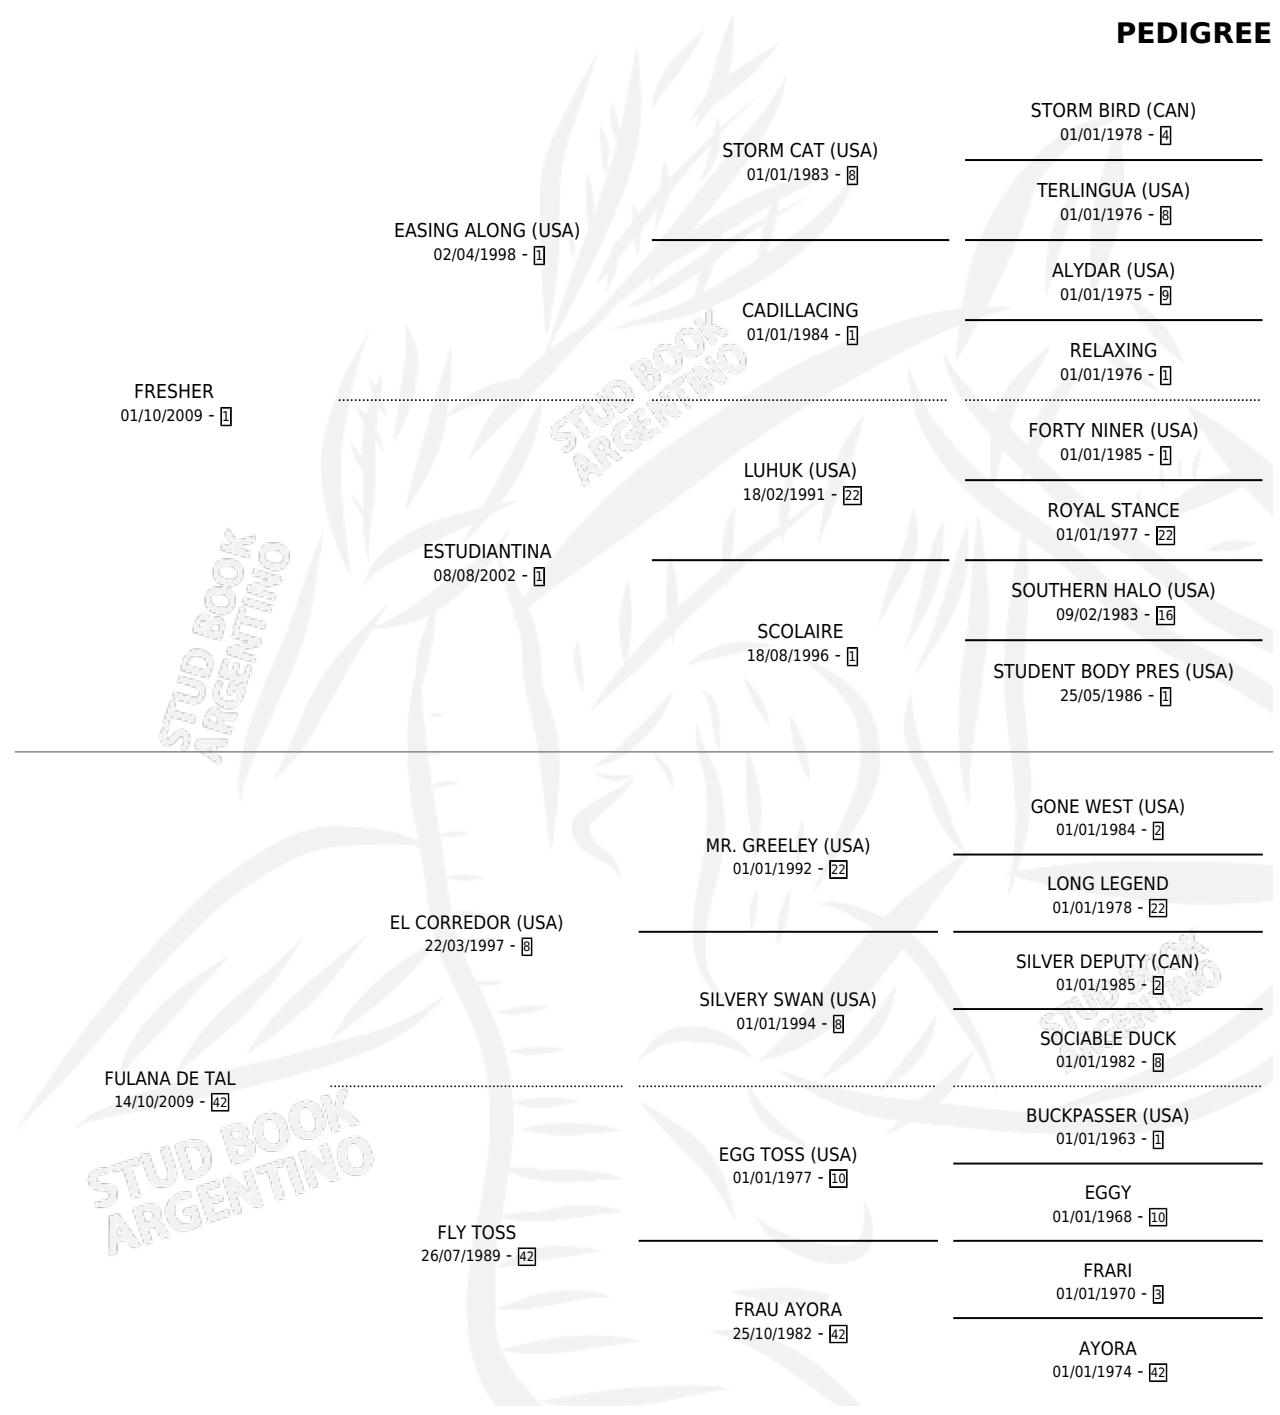 PEDIGREE
STORM BIRD (CAN)
01/01/1978 - 4
STORM CAT (USA)
01/01/1983 - 8
TERLINGUA (USA)
01/01/1976 - 8
EASING ALONG (USA)
02/04/1998 - 1
ALYDAR (USA)
01/01/1975 - 9
CADILLACING
01/01/1984 - 1
RELAXING
01/01/1976 - 1
FRESHER
01/10/2009 - 1
FORTY NINER (USA)
01/01/1985 - 1
LUHUK (USA)
18/02/1991 - 22
ROYAL STANCE
01/01/1977 - 22
ESTUDIANTINA
08/08/2002 - 1
SOUTHERN HALO (USA)
09/02/1983 - 16
SCOLAIRE
18/08/1996 - 1
STUDENT BODY PRES (USA)
25/05/1986 - 1
GONE WEST (USA)
01/01/1984 - 2
MR. GREELEY (USA)
01/01/1992 - 22
LONG LEGEND
01/01/1978 - 22
EL CORREDOR (USA)
22/03/1997 - 8
SILVER DEPUTY (CAN)
01/01/1985 - 2
SILVERY SWAN (USA)
01/01/1994 - 8
SOCIABLE DUCK
01/01/1982 - 8
FULANA DE TAL
14/10/2009 - 42
BUCKPASSER (USA)
01/01/1963 - 1
EGG TOSS (USA)
01/01/1977 - 10
EGGY
01/01/1968 - 10
FLY TOSS
26/07/1989 - 42
FRARI
01/01/1970 - 3
FRAU AYORA
25/10/1982 - 42
AYORA
01/01/1974 - 42
STUD BOOK
ARGENTINO
STUD BOOK
ARGENTINO
STUD BOOK
ARGENTINO
STUD BOOK
ARGENTINO